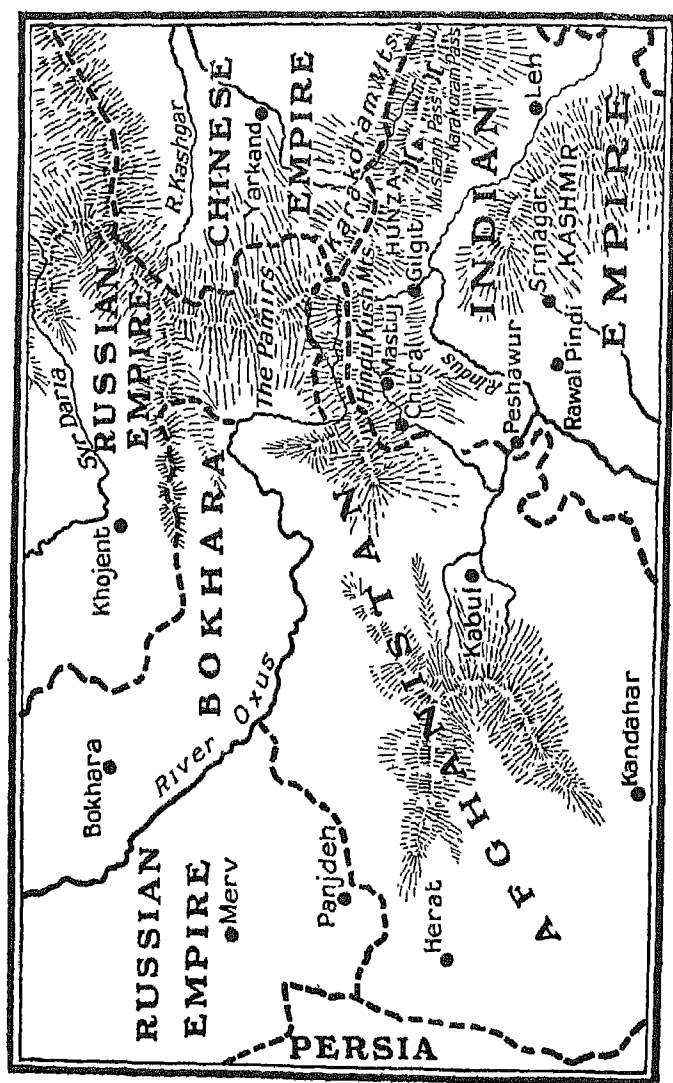 RUSSIAN
EMPIRE
Syr Daria
Khojent
R. Kashgar
CHINESE
EMPIRE
Yarkand
Bokhara
BOKHARA
River Oxus
The Pamirs
Karakoram Mts.
Hindu Kush Mts.
HUNZA
Karakoram Pass
Mastuj
Gilgit
Chitral
R. Indus
Leh
INDIAN
EMPIRE
Srinagar
KASHMIR
Peshawur
Rawal Pindi
RUSSIAN
EMPIRE
Merv
Panjdeh
Herat
AFGHANISTAN
Kabul
Kandahar
PERSIA